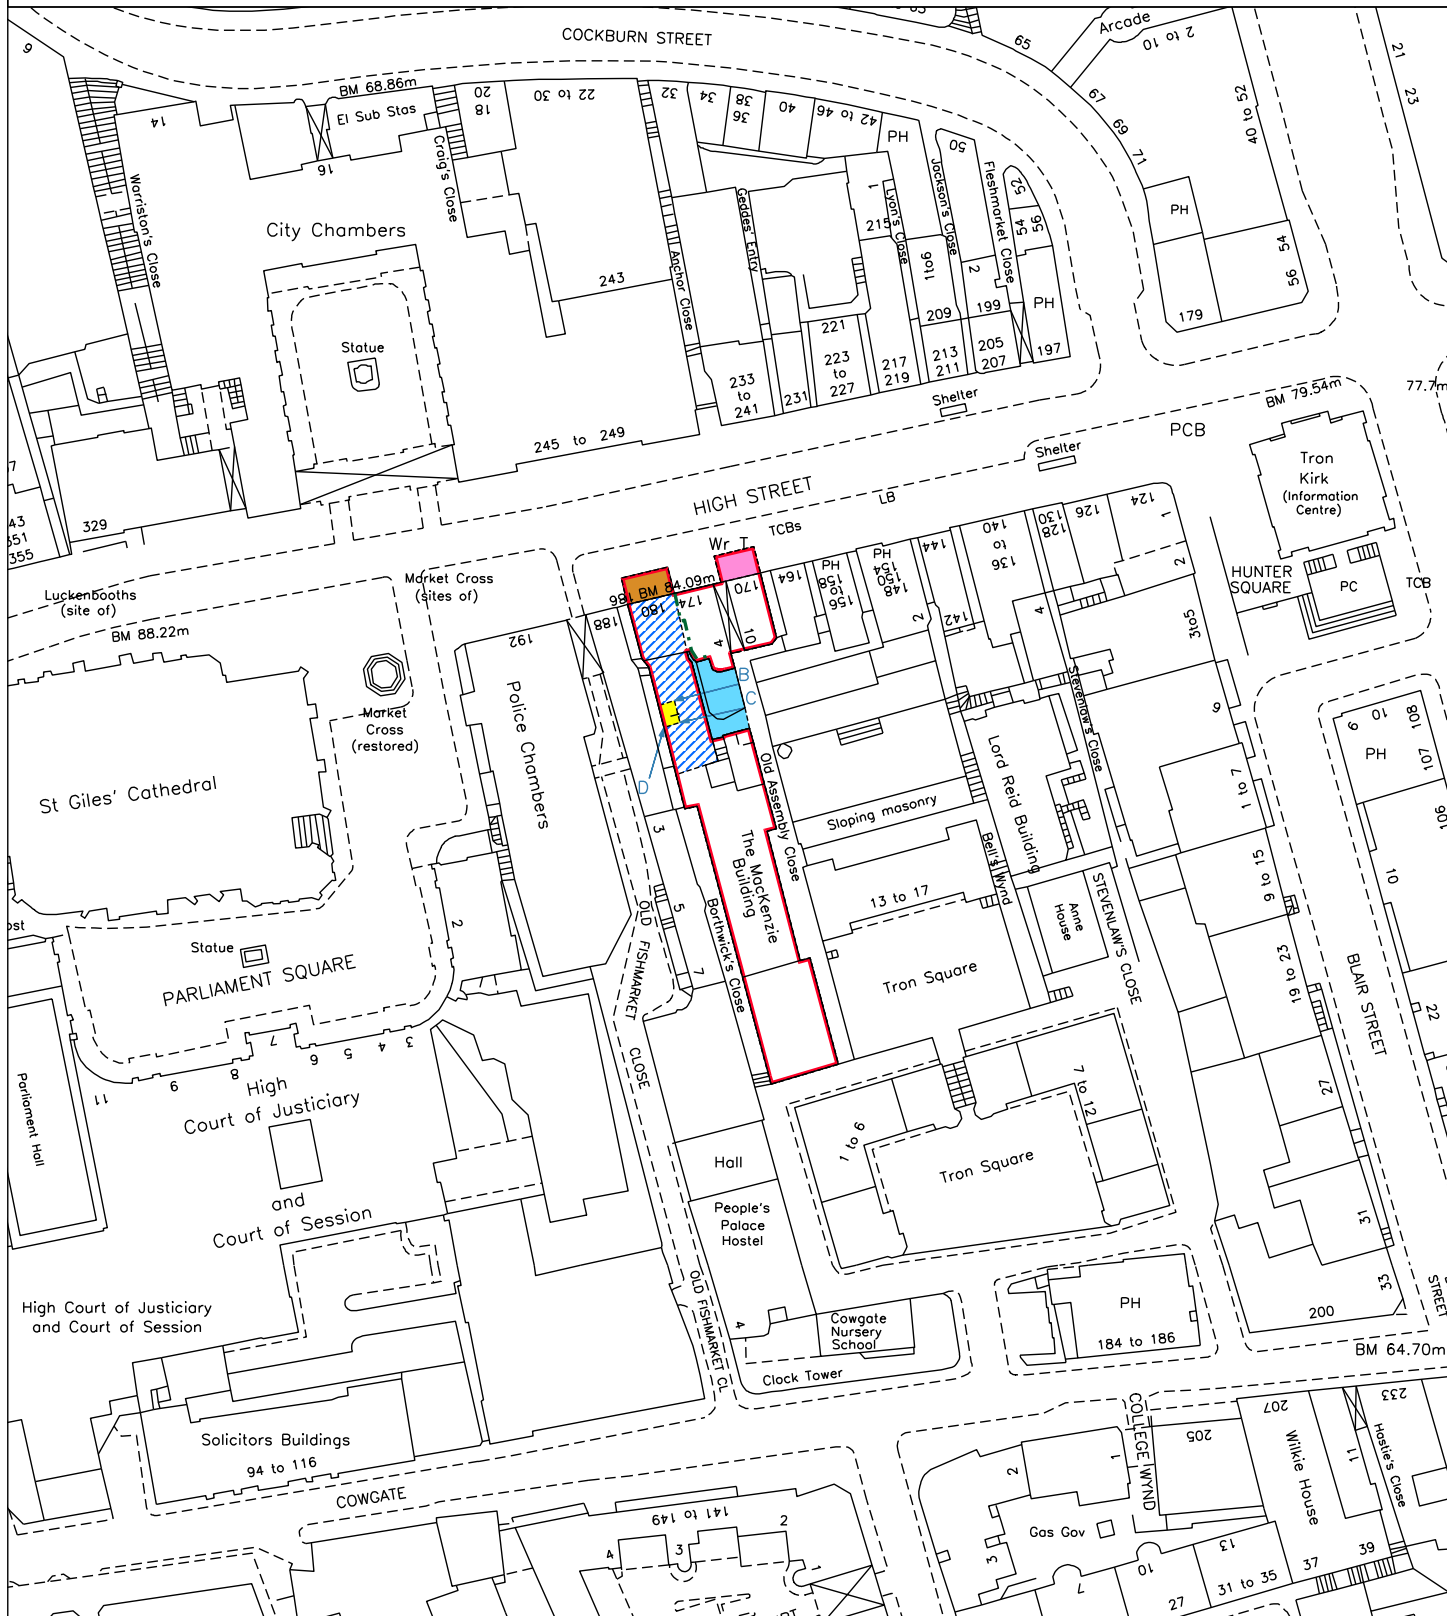 COCKBURN STREET
65
Arcade
2 to 10
21
23
9
BM 68.86m
El Sub Stas
14
16
20
18
22 to 30
32
34
38
36
40
42 to 46
PH
50
52
54
56
67
69
71
40 to 52
PH
54
56
179
Warriston's Close
Craig's Close
City Chambers
243
Anchor Close
Geddes' Entry
1
215
Lyon's Close
Jackson's Close
Fleshmarket Close
1to6
2
209
199
PH
Statue
221
223
to
227
217
219
213
211
205
207
197
233
to
241
231
Shelter
245 to 249
329
43
351
355
HIGH STREET
LB
TCBs
Shelter
PCB
BM 79.54m
77.7m
Tron
Kirk
(Information
Centre)
Wr T
BM 84.09m
186
188
180
174
170
10
4
164
PH
158
to
156
PH
154
150
148
144
142
2
140
to
136
130
128
126
124
1
2
4
3to5
HUNTER
SQUARE
PC
TCB
Luckenbooths
(site of)
Market Cross
(sites of)
BM 88.22m
192
Police Chambers
Market
Cross
(restored)
St Giles' Cathedral
B
C
D
Old Assembly Close
The MacKenzie
Building
Borthwick's Close
3
5
7
Sloping masonry
Lord Reid Building
Stevenlaw's Close
Bell's Wynd
13 to 17
Anne
House
STEVENLAW'S CLOSE
6
1 to 7
9 to 15
19 to 23
27
31
33
9
10
108
107
106
PH
10
22
BLAIR STREET
STREET
Statue
PARLIAMENT SQUARE
2
3
4
5
6
7
8
9
11
OLD FISHMARKET
CLOSE
Tron Square
High
Court of Justiciary
and
Court of Session
Parliament Hall
1 to 6
7 to 12
Tron Square
Hall
People's
Palace
Hostel
OLD FISHMARKET CL
4
Cowgate
Nursery
School
Clock Tower
PH
184 to 186
200
BM 64.70m
High Court of Justiciary
and Court of Session
Solicitors Buildings
94 to 116
COWGATE
141 to 149
4
3
2
COLLEGE WYND
205
207
233
Wilkie House
11
Hastie's Close
2
1
Gas Gov
3
7
10
13
27
31 to 35
37
39